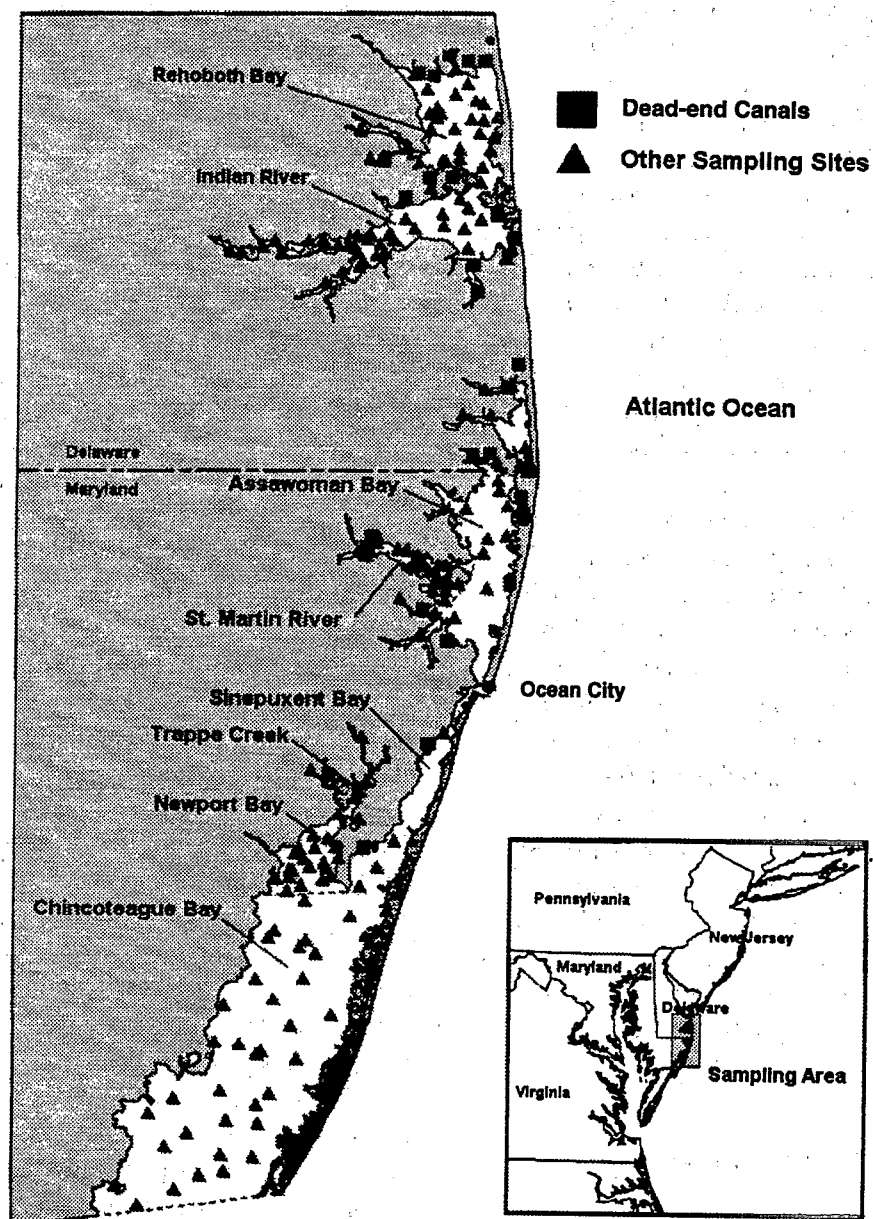 Rehoboth Bay
Indian River
Dead-end Canals
Other Sampling Sites
Atlantic Ocean
Delaware
Maryland
Assawoman Bay
St. Martin River
Ocean City
Sinepuxent Bay
Trappe Creek
Newport Bay
Chincoteague Bay
Pennsylvania
New Jersey
Maryland
Delaware
Virginia
Sampling Area